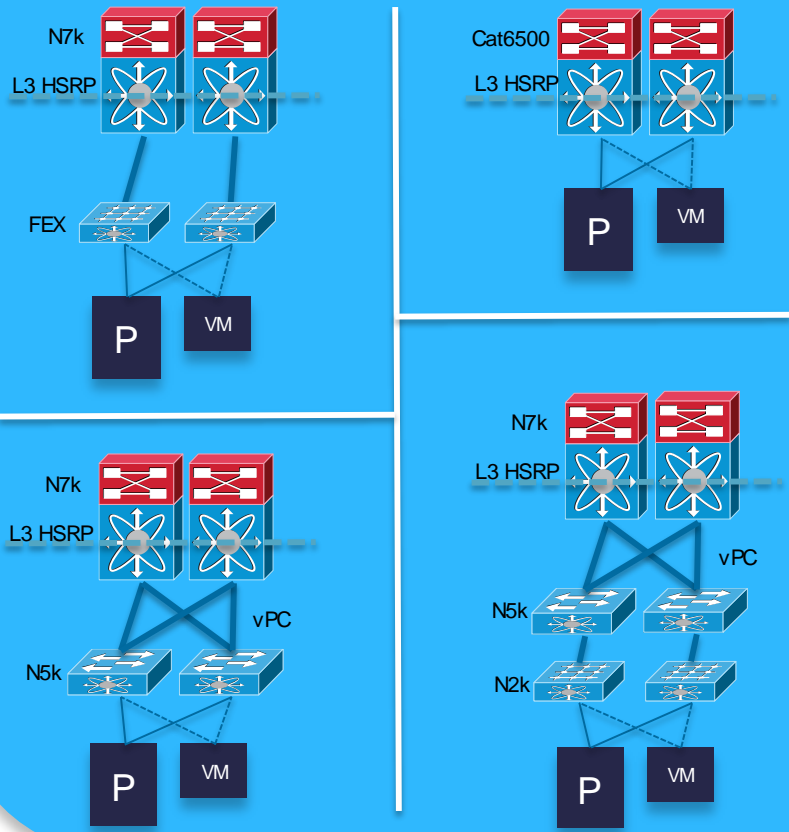 N7k
L3 HSRP
FEX
P
VM
Cat6500
L3 HSRP
P
VM
N7k
L3 HSRP
vPC
N5k
P
VM
N7k
L3 HSRP
vPC
N5k
N2k
P
VM